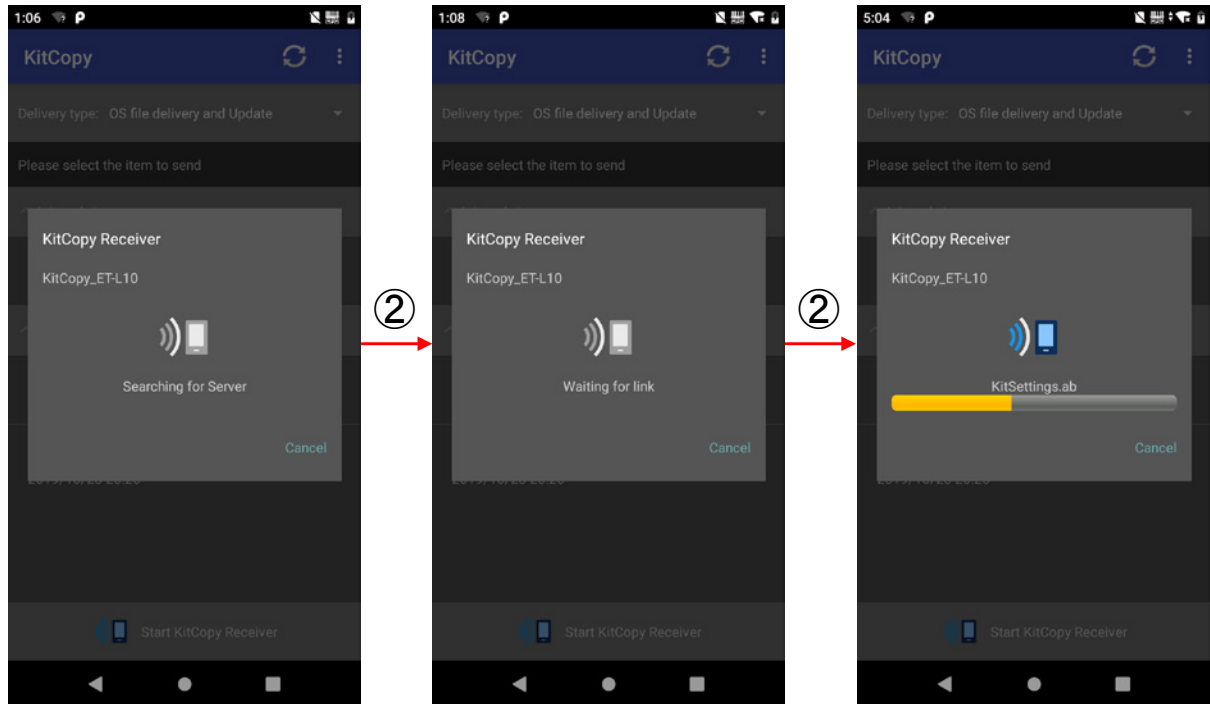 1:06
KitCopy
Delivery type: OS file delivery and Update
Please select the item to send
KitCopy Receiver
KitCopy_ET-L10
Searching for Server
Cancel
Start KitCopy Receiver
②
1:08
KitCopy
Delivery type: OS file delivery and Update
Please select the item to send
KitCopy Receiver
KitCopy_ET-L10
Waiting for link
Cancel
Start KitCopy Receiver
②
5:04
KitCopy
Delivery type: OS file delivery and Update
Please select the item to send
KitCopy Receiver
KitCopy_ET-L10
KitSettings.ab
Cancel
Start KitCopy Receiver